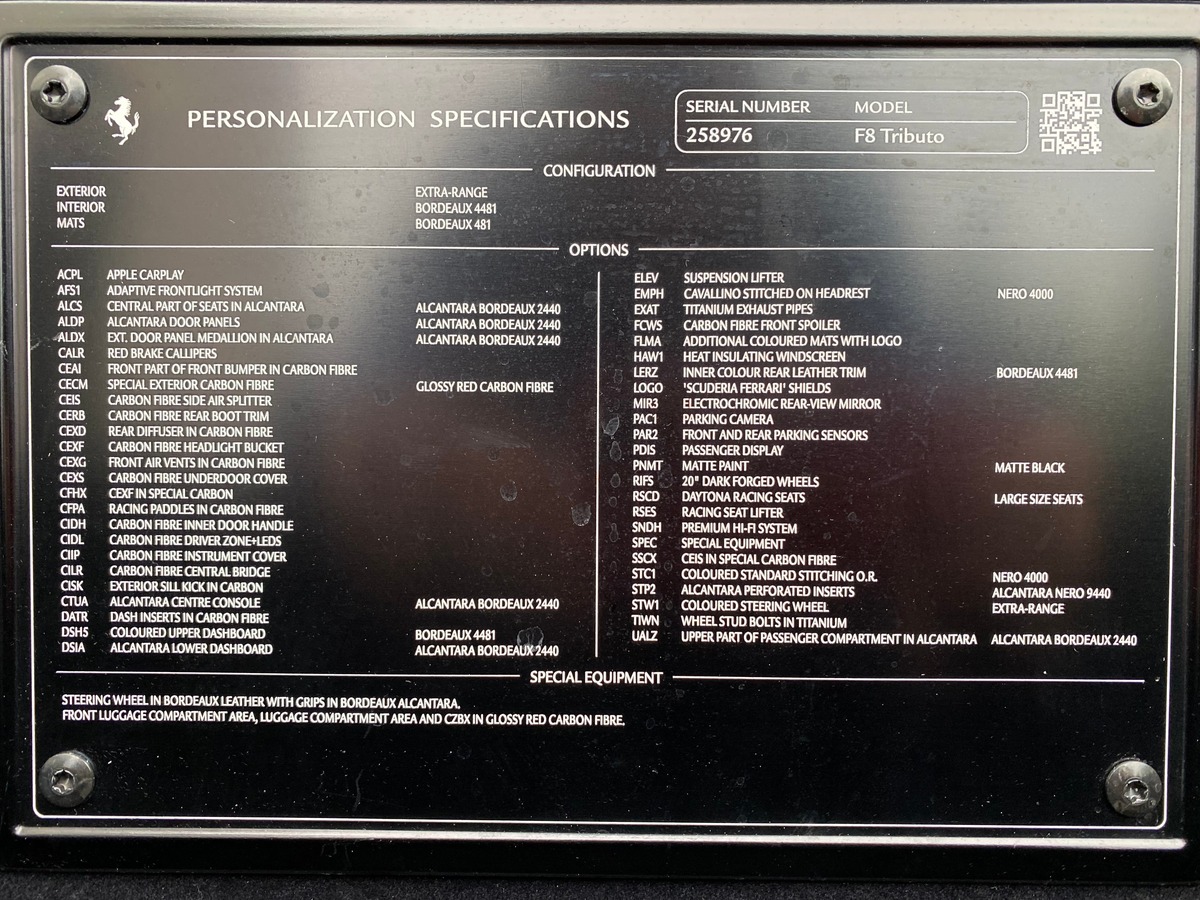 PERSONALIZATION SPECIFICATIONS
SERIAL NUMBER MODEL
258976 F8 Tributo
CONFIGURATION
EXTERIOR EXTRA-RANGE
INTERIOR BORDEAUX 4481
MATS BORDEAUX 481
OPTIONS
ACPL APPLE CARPLAY
AFS1 ADAPTIVE FRONTLIGHT SYSTEM
ALCS CENTRAL PART OF SEATS IN ALCANTARA ALCANTARA BORDEAUX 2440
ALDP ALCANTARA DOOR PANELS ALCANTARA BORDEAUX 2440
ALDX EXT. DOOR PANEL MEDALLION IN ALCANTARA ALCANTARA BORDEAUX 2440
CALR RED BRAKE CALLIPERS
CEAI FRONT PART OF FRONT BUMPER IN CARBON FIBRE
CECM SPECIAL EXTERIOR CARBON FIBRE GLOSSY RED CARBON FIBRE
CEIS CARBON FIBRE SIDE AIR SPLITTER
CERB CARBON FIBRE REAR BOOT TRIM
CEXD REAR DIFFUSER IN CARBON FIBRE
CEXF CARBON FIBRE HEADLIGHT BUCKET
CEXG FRONT AIR VENTS IN CARBON FIBRE
CEXS CARBON FIBRE UNDERDOOR COVER
CFHX CEXF IN SPECIAL CARBON
CFPA RACING PADDLES IN CARBON FIBRE
CIDH CARBON FIBRE INNER DOOR HANDLE
CIDL CARBON FIBRE DRIVER ZONE+LEDS
CIIP CARBON FIBRE INSTRUMENT COVER
CILR CARBON FIBRE CENTRAL BRIDGE
CISK EXTERIOR SILL KICK IN CARBON
CTUA ALCANTARA CENTRE CONSOLE ALCANTARA BORDEAUX 2440
DATR DASH INSERTS IN CARBON FIBRE
DSH5 COLOURED UPPER DASHBOARD BORDEAUX 4481
DSIA ALCANTARA LOWER DASHBOARD ALCANTARA BORDEAUX 2440
ELEV SUSPENSION LIFTER
EMPH CAVALLINO STITCHED ON HEADREST NERO 4000
EXAT TITANIUM EXHAUST PIPES
FCWS CARBON FIBRE FRONT SPOILER
FLMA ADDITIONAL COLOURED MATS WITH LOGO
HAW1 HEAT INSULATING WINDSCREEN
LERZ INNER COLOUR REAR LEATHER TRIM BORDEAUX 4481
LOGO 'SCUDERIA FERRARI' SHIELDS
MIR3 ELECTROCHROMIC REAR-VIEW MIRROR
PAC1 PARKING CAMERA
PAR2 FRONT AND REAR PARKING SENSORS
PDIS PASSENGER DISPLAY
PNMT MATTE PAINT MATTE BLACK
RIFS 20" DARK FORGED WHEELS
RSCD DAYTONA RACING SEATS LARGE SIZE SEATS
RSES RACING SEAT LIFTER
SNDH PREMIUM HI-FI SYSTEM
SPEC SPECIAL EQUIPMENT
SSCX CEIS IN SPECIAL CARBON FIBRE
STC1 COLOURED STANDARD STITCHING O.R. NERO 4000
STP2 ALCANTARA PERFORATED INSERTS ALCANTARA NERO 9440
STW1 COLOURED STEERING WHEEL EXTRA-RANGE
TIWN WHEEL STUD BOLTS IN TITANIUM
UALZ UPPER PART OF PASSENGER COMPARTMENT IN ALCANTARA ALCANTARA BORDEAUX 2440
SPECIAL EQUIPMENT
STEERING WHEEL IN BORDEAUX LEATHER WITH GRIPS IN BORDEAUX ALCANTARA.
FRONT LUGGAGE COMPARTMENT AREA, LUGGAGE COMPARTMENT AREA AND CZBX IN GLOSSY RED CARBON FIBRE.